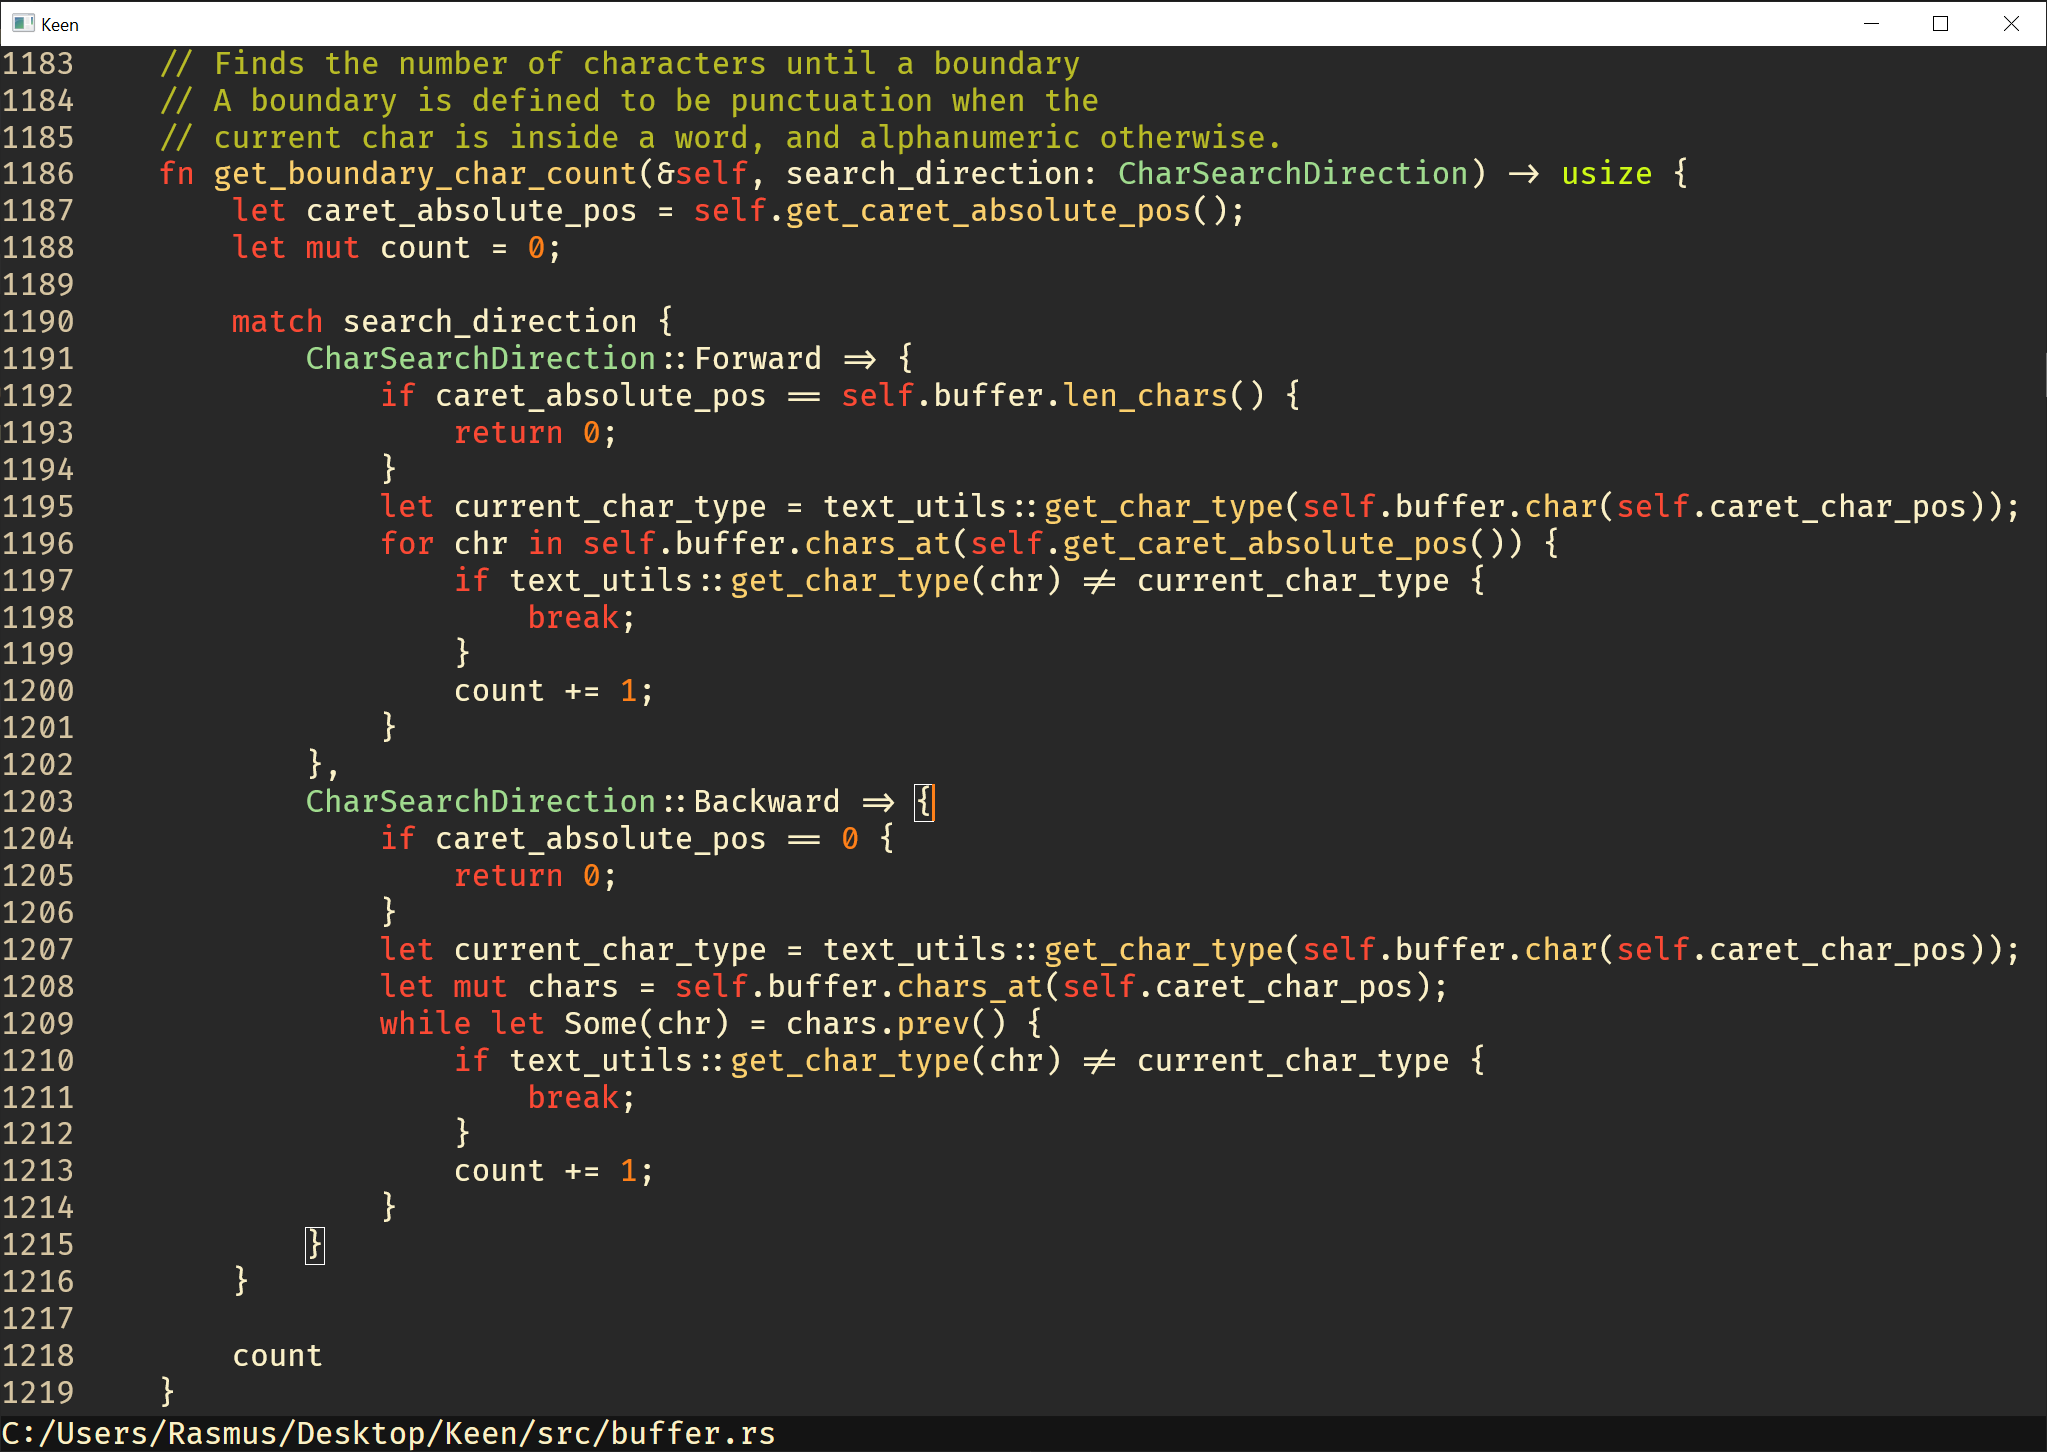 Keen
1183 // Finds the number of characters until a boundary
1184 // A boundary is defined to be punctuation when the
1185 // current char is inside a word, and alphanumeric otherwise.
1186 fn get_boundary_char_count(&self, search_direction: CharSearchDirection) -> usize {
1187 let caret_absolute_pos = self.get_caret_absolute_pos();
1188 let mut count = 0;
1189
1190 match search_direction {
1191 CharSearchDirection::Forward => {
1192 if caret_absolute_pos == self.buffer.len_chars() {
1193 return 0;
1194 }
1195 let current_char_type = text_utils::get_char_type(self.buffer.char(self.caret_char_pos));
1196 for chr in self.buffer.chars_at(self.get_caret_absolute_pos()) {
1197 if text_utils::get_char_type(chr) != current_char_type {
1198 break;
1199 }
1200 count += 1;
1201 }
1202 },
1203 CharSearchDirection::Backward => {
1204 if caret_absolute_pos == 0 {
1205 return 0;
1206 }
1207 let current_char_type = text_utils::get_char_type(self.buffer.char(self.caret_char_pos));
1208 let mut chars = self.buffer.chars_at(self.caret_char_pos);
1209 while let Some(chr) = chars.prev() {
1210 if text_utils::get_char_type(chr) != current_char_type {
1211 break;
1212 }
1213 count += 1;
1214 }
1215 }
1216 }
1217
1218 count
1219 }
C:/Users/Rasmus/Desktop/Keen/src/buffer.rs